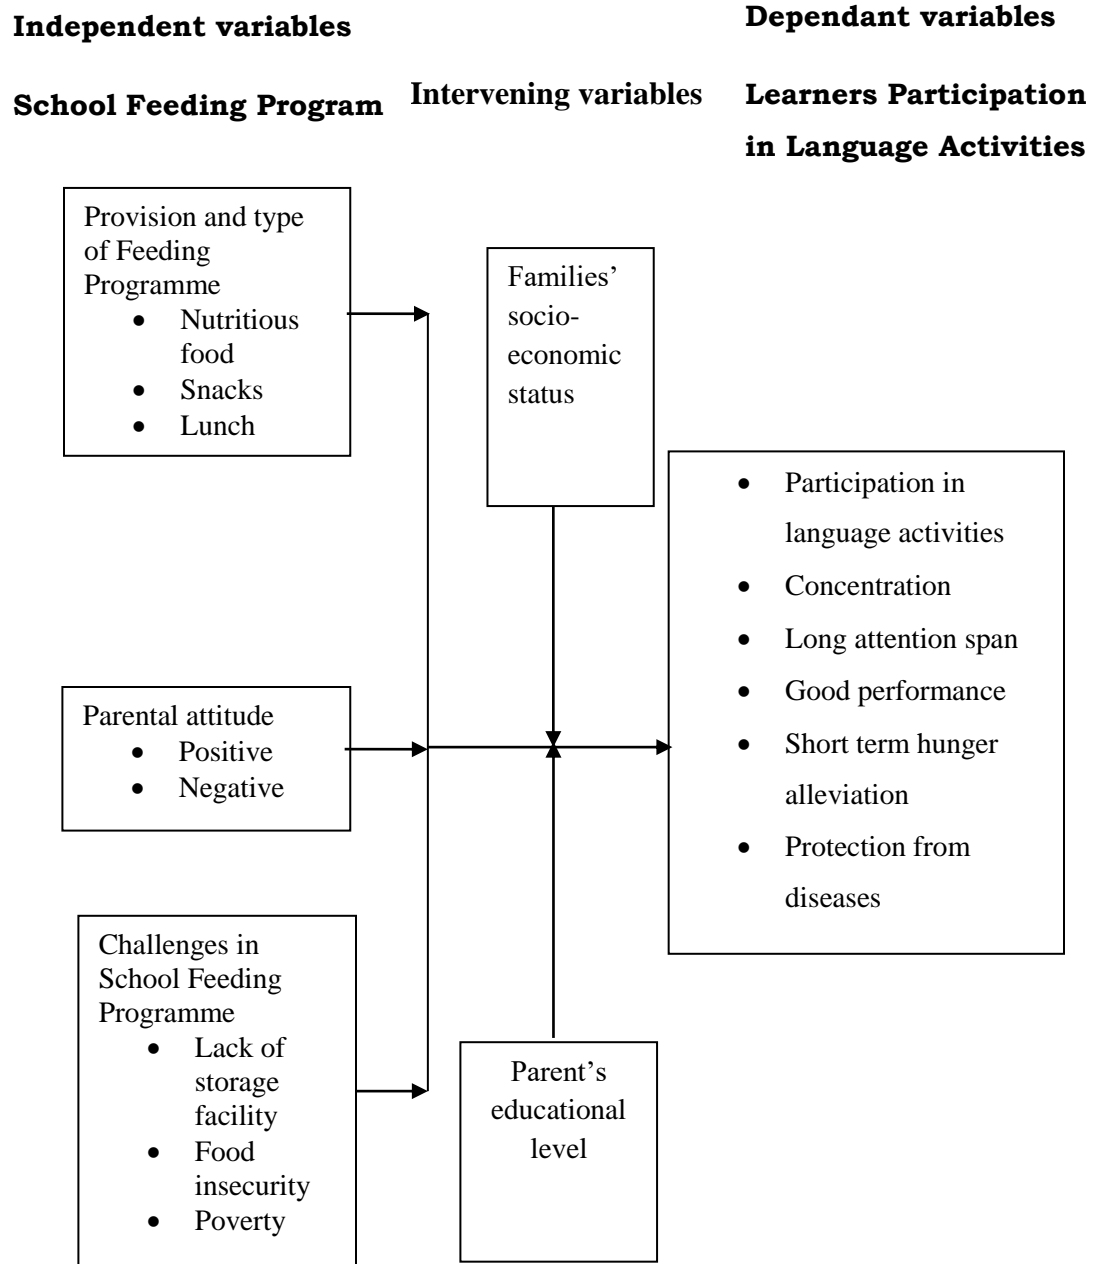 Independent variables
School Feeding Program
Intervening variables
Dependant variables
Learners Participation
in Language Activities
Provision and type
of Feeding
Programme
• Nutritious
food
• Snacks
• Lunch
Parental attitude
• Positive
• Negative
Challenges in
School Feeding
Programme
• Lack of
storage
facility
• Food
insecurity
• Poverty
Families’
socio-
economic
status
Parent’s
educational
level
• Participation in
language activities
• Concentration
• Long attention span
• Good performance
• Short term hunger
alleviation
• Protection from
diseases